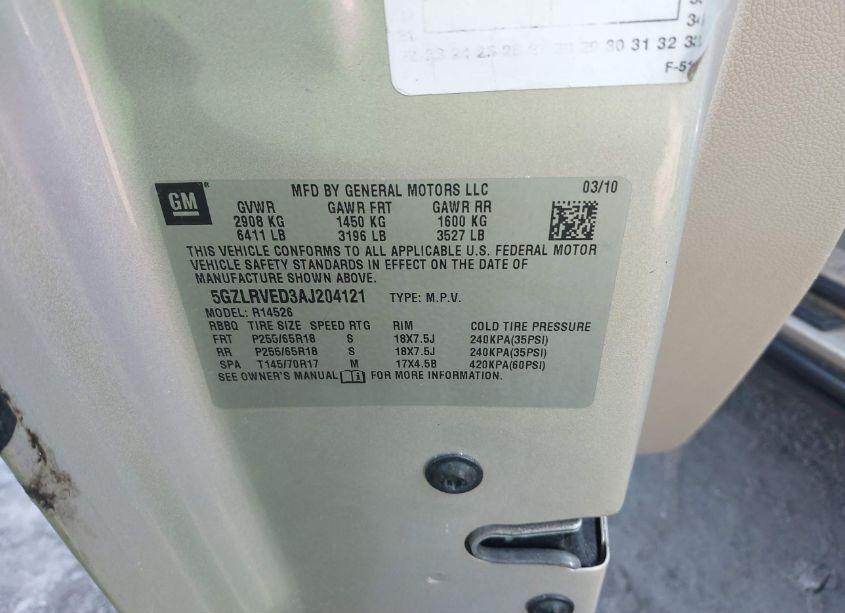 34
29 30 31 32 33
F-51
GM
MFD BY GENERAL MOTORS LLC 03/10
GVWR GAWR FRT GAWR RR
2908 KG 1450 KG 1600 KG
6411 LB 3196 LB 3527 LB
THIS VEHICLE CONFORMS TO ALL APPLICABLE U.S. FEDERAL MOTOR
VEHICLE SAFETY STANDARDS IN EFFECT ON THE DATE OF
MANUFACTURE SHOWN ABOVE.
5GZLRVED3AJ204121 TYPE: M.P.V.
MODEL: R14526
RBBQ TIRE SIZE SPEED RTG RIM COLD TIRE PRESSURE
FRT P255/65R18 S 18X7.5J 240KPA(35PSI)
RR P255/65R18 S 18X7.5J 240KPA(35PSI)
SPA T145/70R17 M 17X4.5B 420KPA(60PSI)
SEE OWNER'S MANUAL FOR MORE INFORMATION.